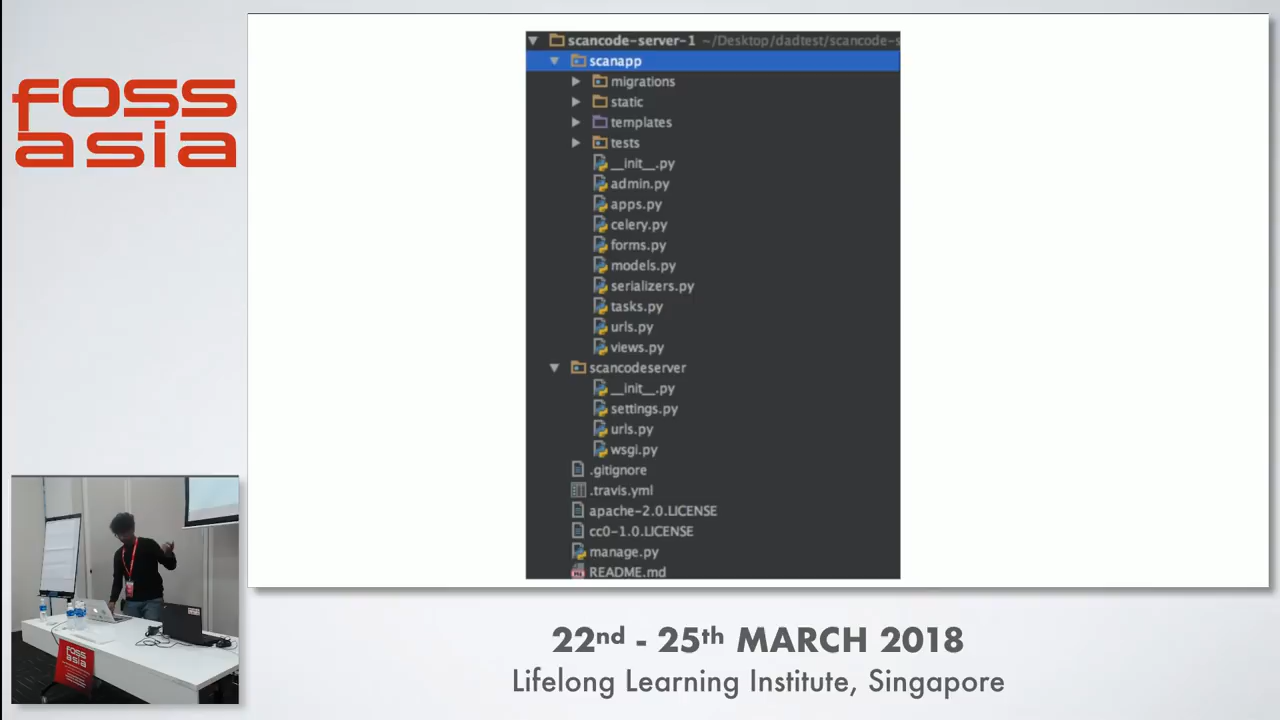 foss
asia
scancode-server-1 ~/Desktop/dadtest/scancode-s
scanapp
migrations
static
templates
tests
__init__.py
admin.py
apps.py
celery.py
forms.py
models.py
serializers.py
tasks.py
urls.py
views.py
scancodeserver
__init__.py
settings.py
urls.py
wsgi.py
.gitignore
.travis.yml
apache-2.0.LICENSE
cc0-1.0.LICENSE
manage.py
README.md
foss
asia
22nd - 25th MARCH 2018
Lifelong Learning Institute, Singapore